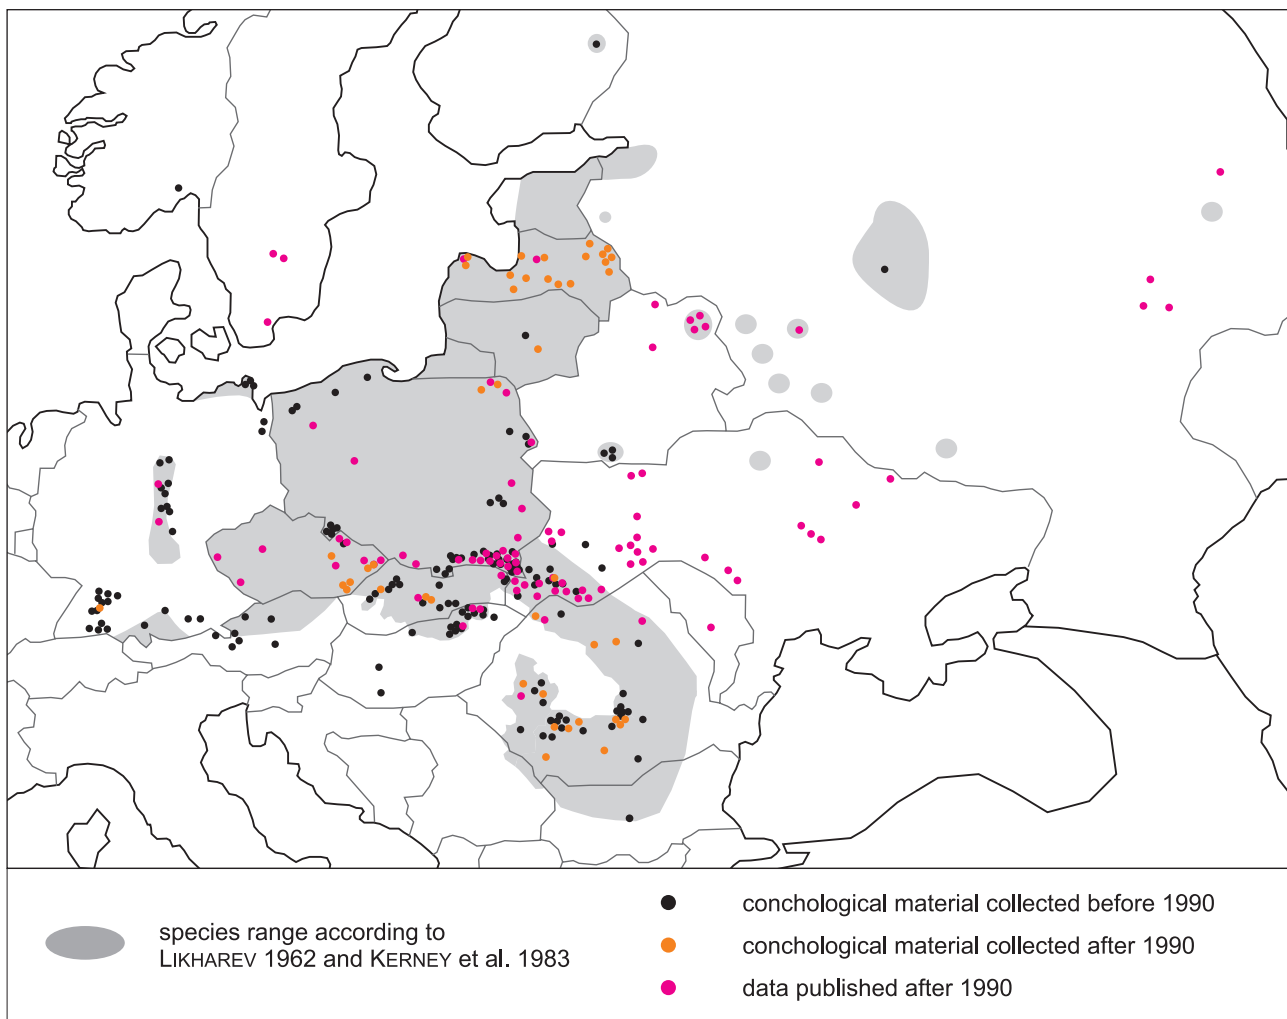 species range according to
LIKHAREV 1962 and KERNEY et al. 1983
conchological material collected before 1990
conchological material collected after 1990
data published after 1990